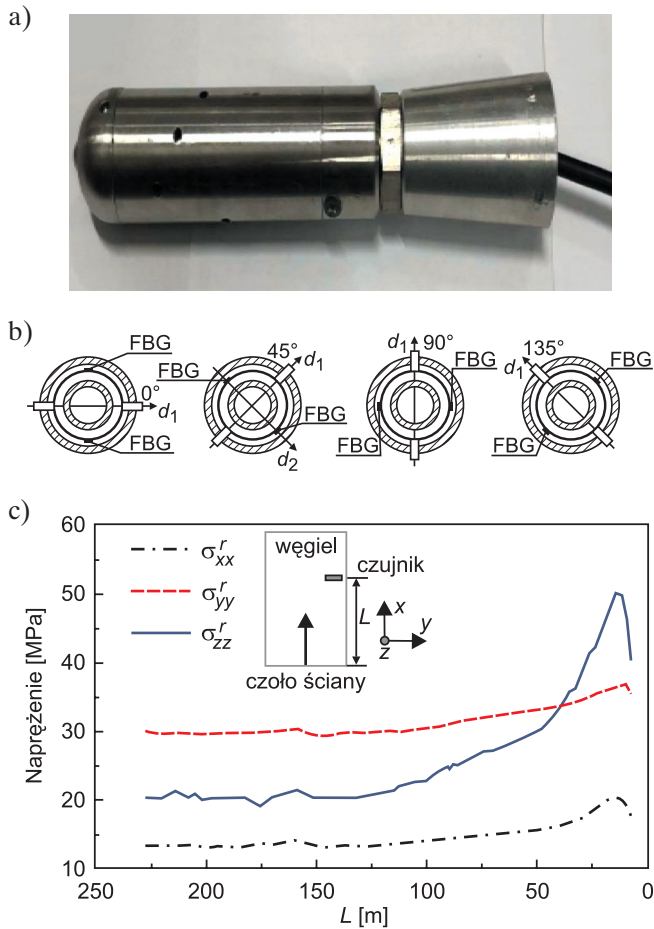 a)
b)
FBG
0°
d₁
FBG
FBG
45°
d₁
FBG
d₂
d₁
90°
FBG
FBG
135°
d₁
FBG
FBG
c)
Naprężenie [MPa]
60
50
40
30
20
10
σʳxx
σʳyy
σʳzz
węgiel
czujnik
L
x
y
z
czoło ściany
250
200
150
100
50
0
L [m]